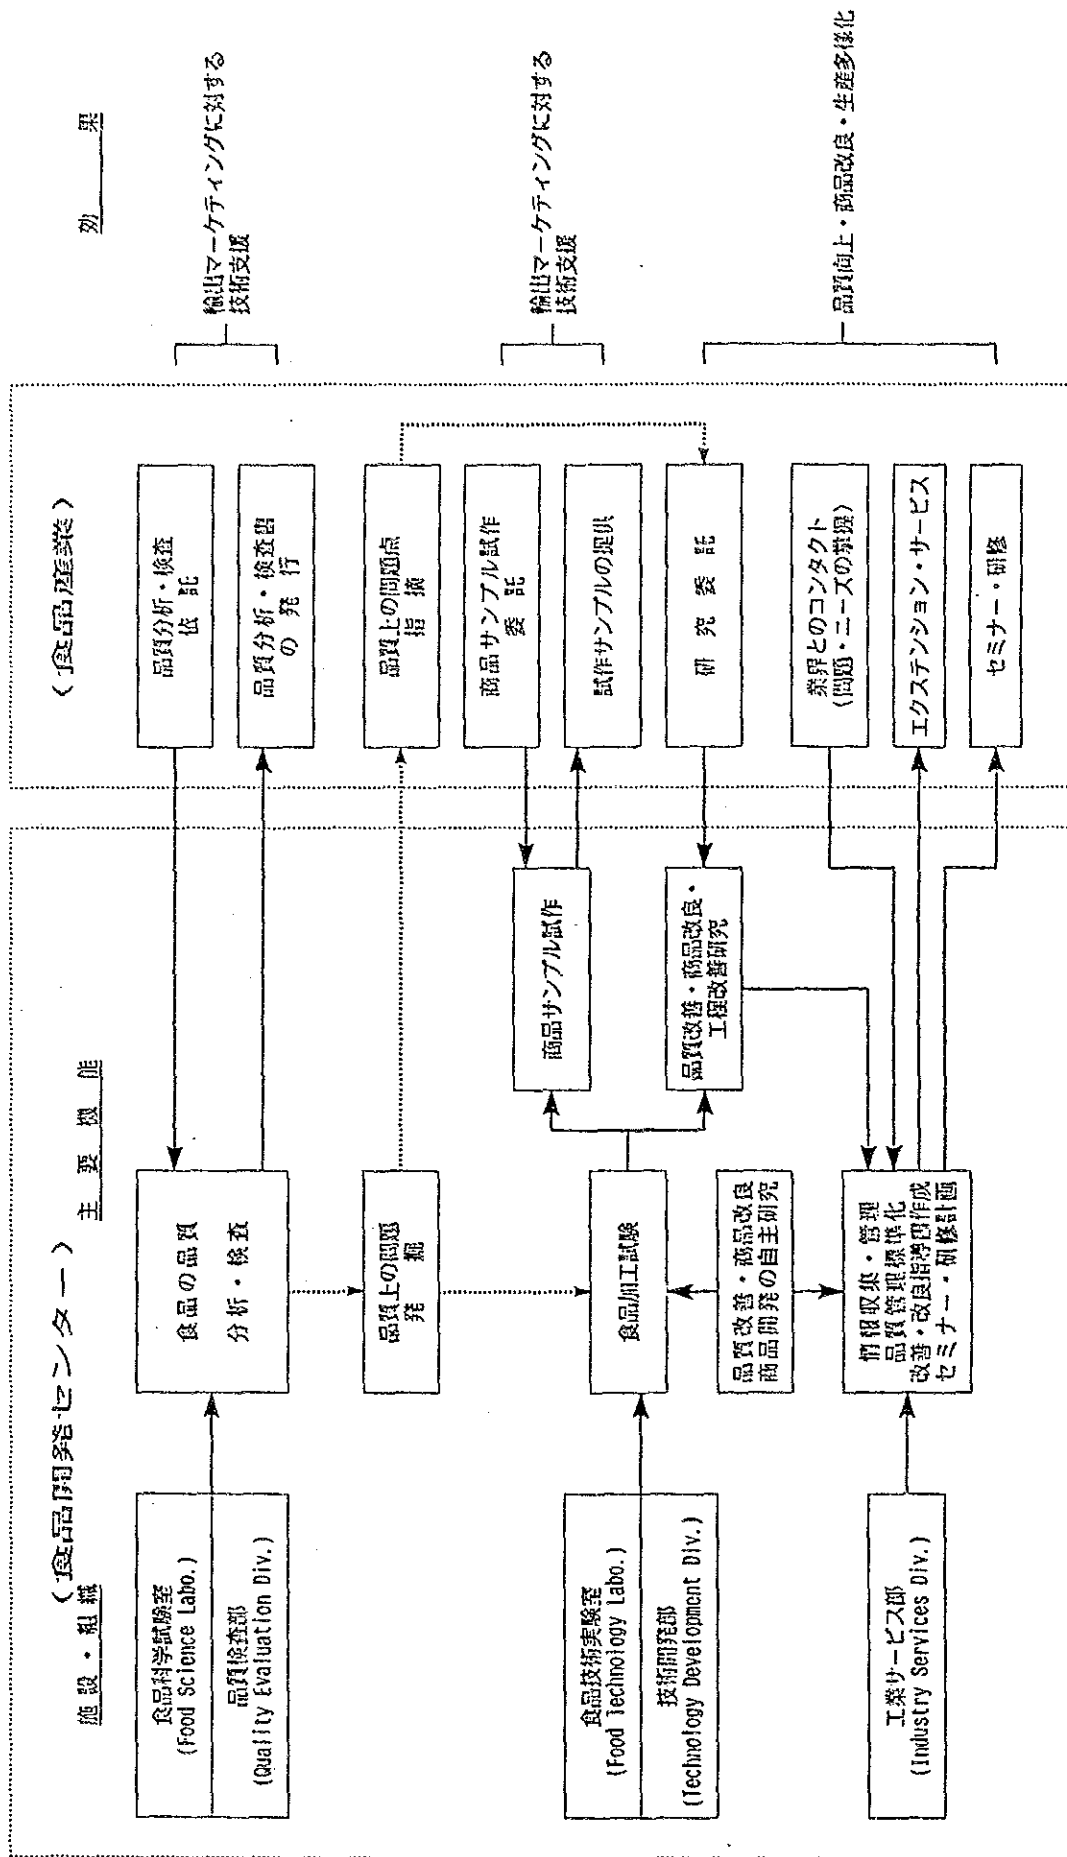 (食品開発センター)
(食品産業)
施設・組織
主要機能
効果
食品科学試験室
(Food Science Labo.)
品質検査部
(Quality Evaluation Div.)
食品の品質
分析・検査
品質分析・検査
依託
品質分析・検査書
の発行
輸出マーケティングに対する
技術支援
品質上の問題
発掘
品質上の問題点
指摘
食品技術実験室
(Food Technology Labo.)
技術開発部
(Technology Development Div.)
食品加工試験
商品サンプル試作
商品サンプル試作
委託
試作サンプルの提供
輸出マーケティングに対する
技術支援
品質改善・商品改良・
工程改善研究
研究委託
品質改善・商品改良
商品開発の自主研究
工業サービス部
(Industry Services Div.)
情報収集・管理
品質管理標準化
改善・改良指導書作成
セミナー・研修計画
業界とのコンタクト
(問題・ニーズの掌握)
エクステンション・サービス
セミナー・研修
品質向上・商品改良・生産多様化